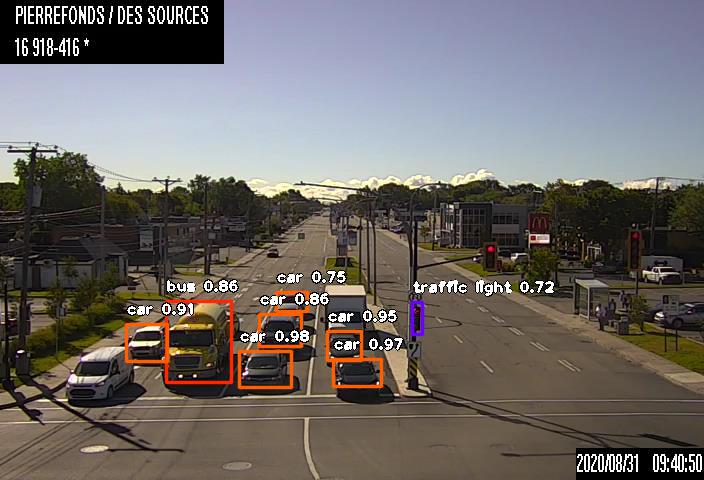 PIERREFONDS / DES SOURCES
16 918-416 *
car 0.75
bus 0.86
traffic light 0.72
car 0.86
car 0.91
car 0.95
car 0.98
car 0.97
2020/08/31 09:40:50